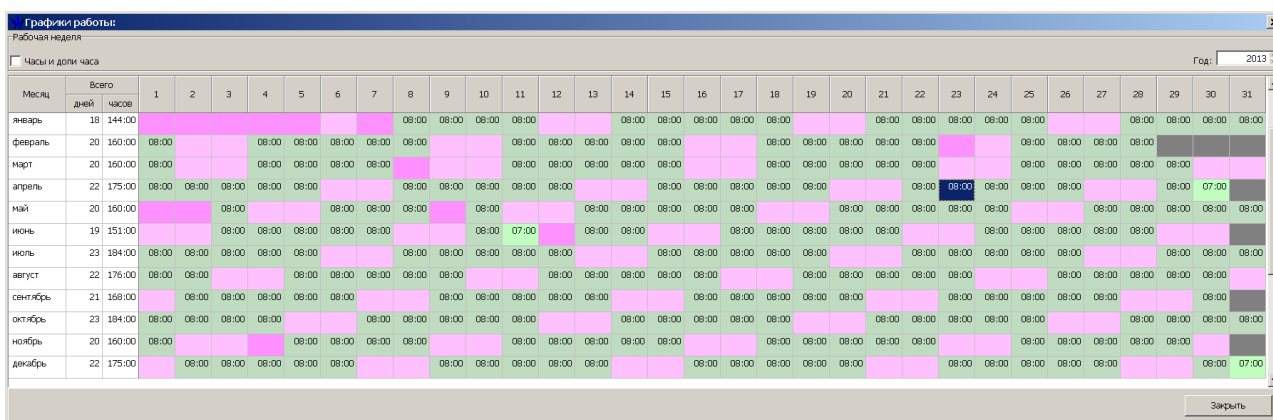 Графики работы:
Рабочая неделя
Часы и доли часа Год: 2013
Месяц Всего 1 2 3 4 5 6 7 8 9 10 11 12 13 14 15 16 17 18 19 20 21 22 23 24 25 26 27 28 29 30 31
дней часов
январь 18 144:00 08:00 08:00 08:00 08:00 08:00 08:00 08:00 08:00 08:00 08:00 08:00 08:00 08:00 08:00 08:00 08:00 08:00 08:00
февраль 20 160:00 08:00 08:00 08:00 08:00 08:00 08:00 08:00 08:00 08:00 08:00 08:00 08:00 08:00 08:00 08:00 08:00 08:00 08:00 08:00 08:00
март 20 160:00 08:00 08:00 08:00 08:00 08:00 08:00 08:00 08:00 08:00 08:00 08:00 08:00 08:00 08:00 08:00 08:00 08:00 08:00 08:00 08:00
апрель 22 175:00 08:00 08:00 08:00 08:00 08:00 08:00 08:00 08:00 08:00 08:00 08:00 08:00 08:00 08:00 08:00 08:00 08:00 08:00 08:00 08:00 08:00 07:00
май 20 160:00 08:00 08:00 08:00 08:00 08:00 08:00 08:00 08:00 08:00 08:00 08:00 08:00 08:00 08:00 08:00 08:00 08:00 08:00 08:00 08:00
июнь 19 151:00 08:00 08:00 08:00 08:00 08:00 08:00 07:00 08:00 08:00 08:00 08:00 08:00 08:00 08:00 08:00 08:00 08:00 08:00 08:00
июль 23 184:00 08:00 08:00 08:00 08:00 08:00 08:00 08:00 08:00 08:00 08:00 08:00 08:00 08:00 08:00 08:00 08:00 08:00 08:00 08:00 08:00 08:00 08:00 08:00
август 22 176:00 08:00 08:00 08:00 08:00 08:00 08:00 08:00 08:00 08:00 08:00 08:00 08:00 08:00 08:00 08:00 08:00 08:00 08:00 08:00 08:00 08:00 08:00
сентябрь 21 168:00 08:00 08:00 08:00 08:00 08:00 08:00 08:00 08:00 08:00 08:00 08:00 08:00 08:00 08:00 08:00 08:00 08:00 08:00 08:00 08:00 08:00
октябрь 23 184:00 08:00 08:00 08:00 08:00 08:00 08:00 08:00 08:00 08:00 08:00 08:00 08:00 08:00 08:00 08:00 08:00 08:00 08:00 08:00 08:00 08:00 08:00 08:00
ноябрь 20 160:00 08:00 08:00 08:00 08:00 08:00 08:00 08:00 08:00 08:00 08:00 08:00 08:00 08:00 08:00 08:00 08:00 08:00 08:00 08:00 08:00
декабрь 22 175:00 08:00 08:00 08:00 08:00 08:00 08:00 08:00 08:00 08:00 08:00 08:00 08:00 08:00 08:00 08:00 08:00 08:00 08:00 08:00 08:00 08:00 07:00
Закрыть